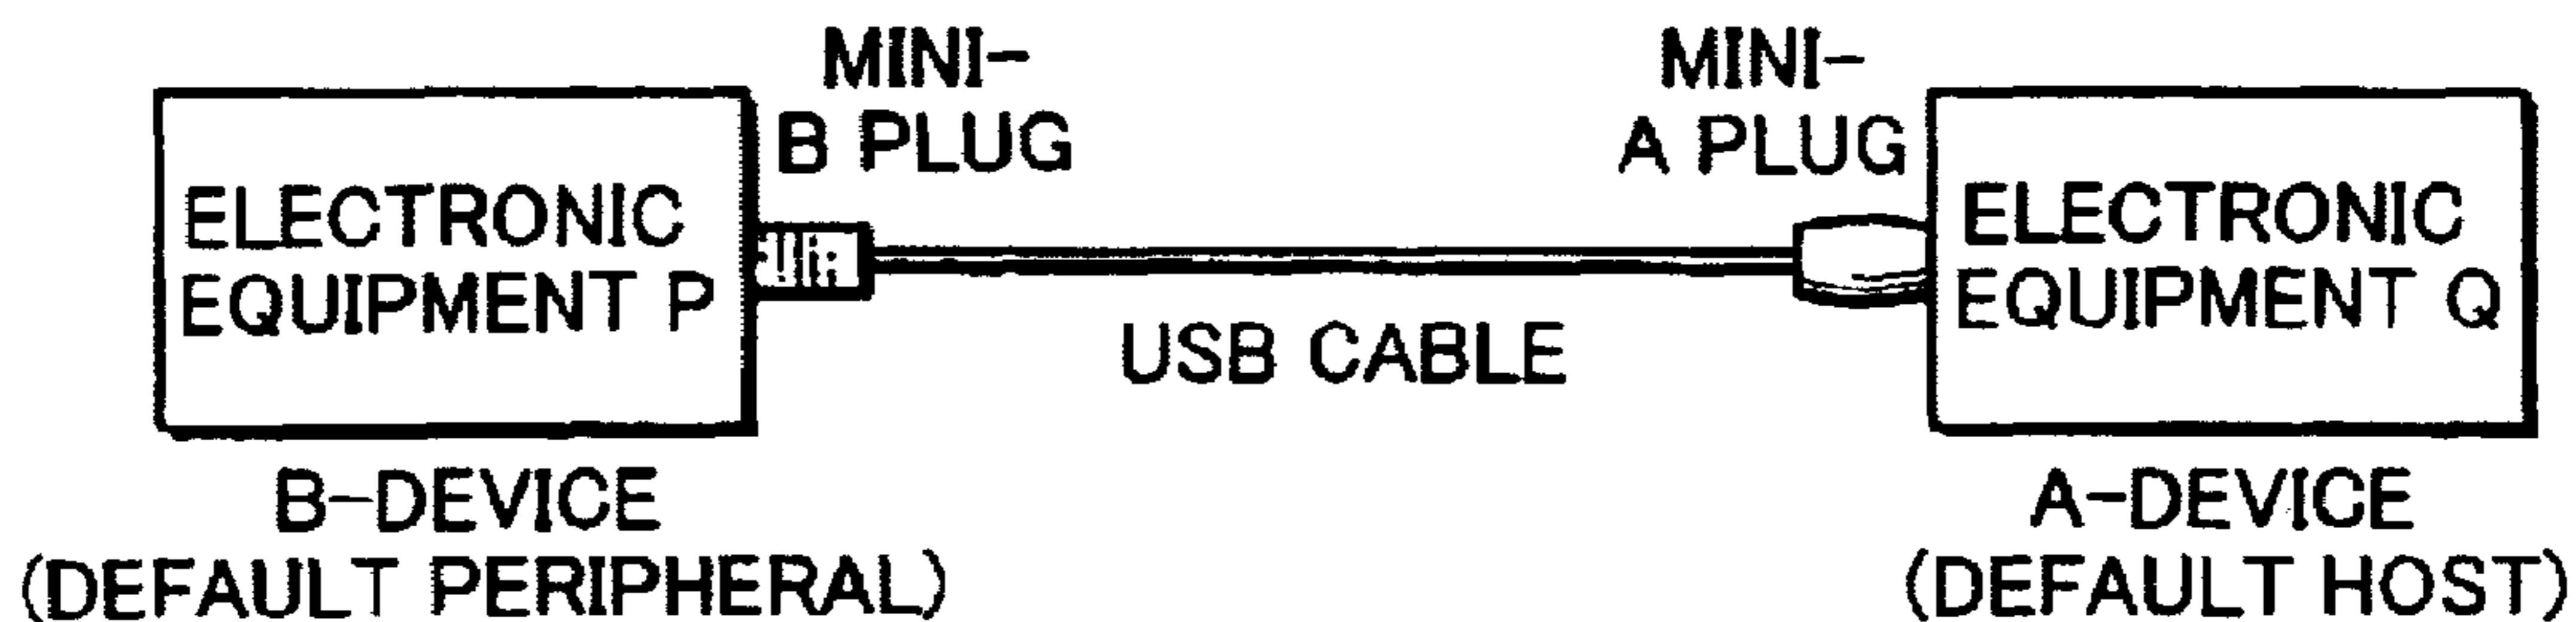 MINI-
B PLUG
MINI-
A PLUG
ELECTRONIC
EQUIPMENT P
ELECTRONIC
EQUIPMENT Q
USB CABLE
B-DEVICE
(DEFAULT PERIPHERAL)
A-DEVICE
(DEFAULT HOST)